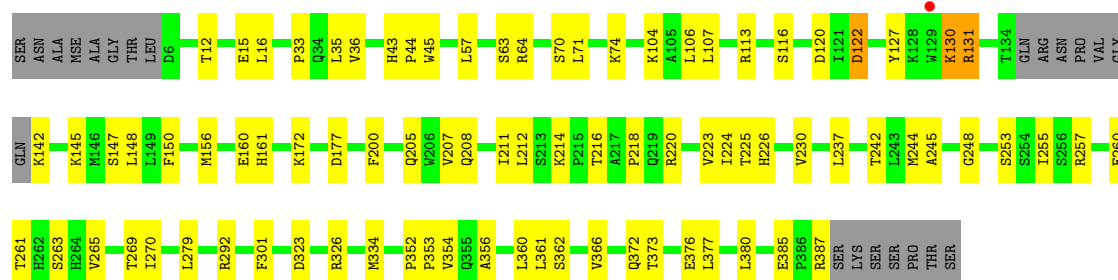 SER ASN ALA MSE ALA GLY THR LEU D6 T12 E15 L16 P33 Q34 L35 V36 H43 P44 W45 L57 S63 R64 S70 L71 K74 K104 A105 L106 L107 R113 S116 D120 I121 D122 Y127 K128 W129 K130 R131 T134 GLN ARG ASN PRO VAL GLY
GLN K142 K145 M146 S147 L148 L149 F150 M156 E160 H161 K172 D177 F200 Q205 W206 V207 Q208 I211 L212 S213 K214 P215 T216 A217 P218 Q219 R220 V223 I224 T225 H226 V230 L237 T242 L243 M244 A245 G248 S253 S254 I255 S256 R257
T261 H262 S263 H264 V265 T269 I270 L279 R292 F301 D323 R326 M334 P352 P353 V354 Q355 A356 L360 L361 S362 V366 Q372 T373 E376 L377 L380 E385 P386 R387 SER LYS SER SER PRO THR SER